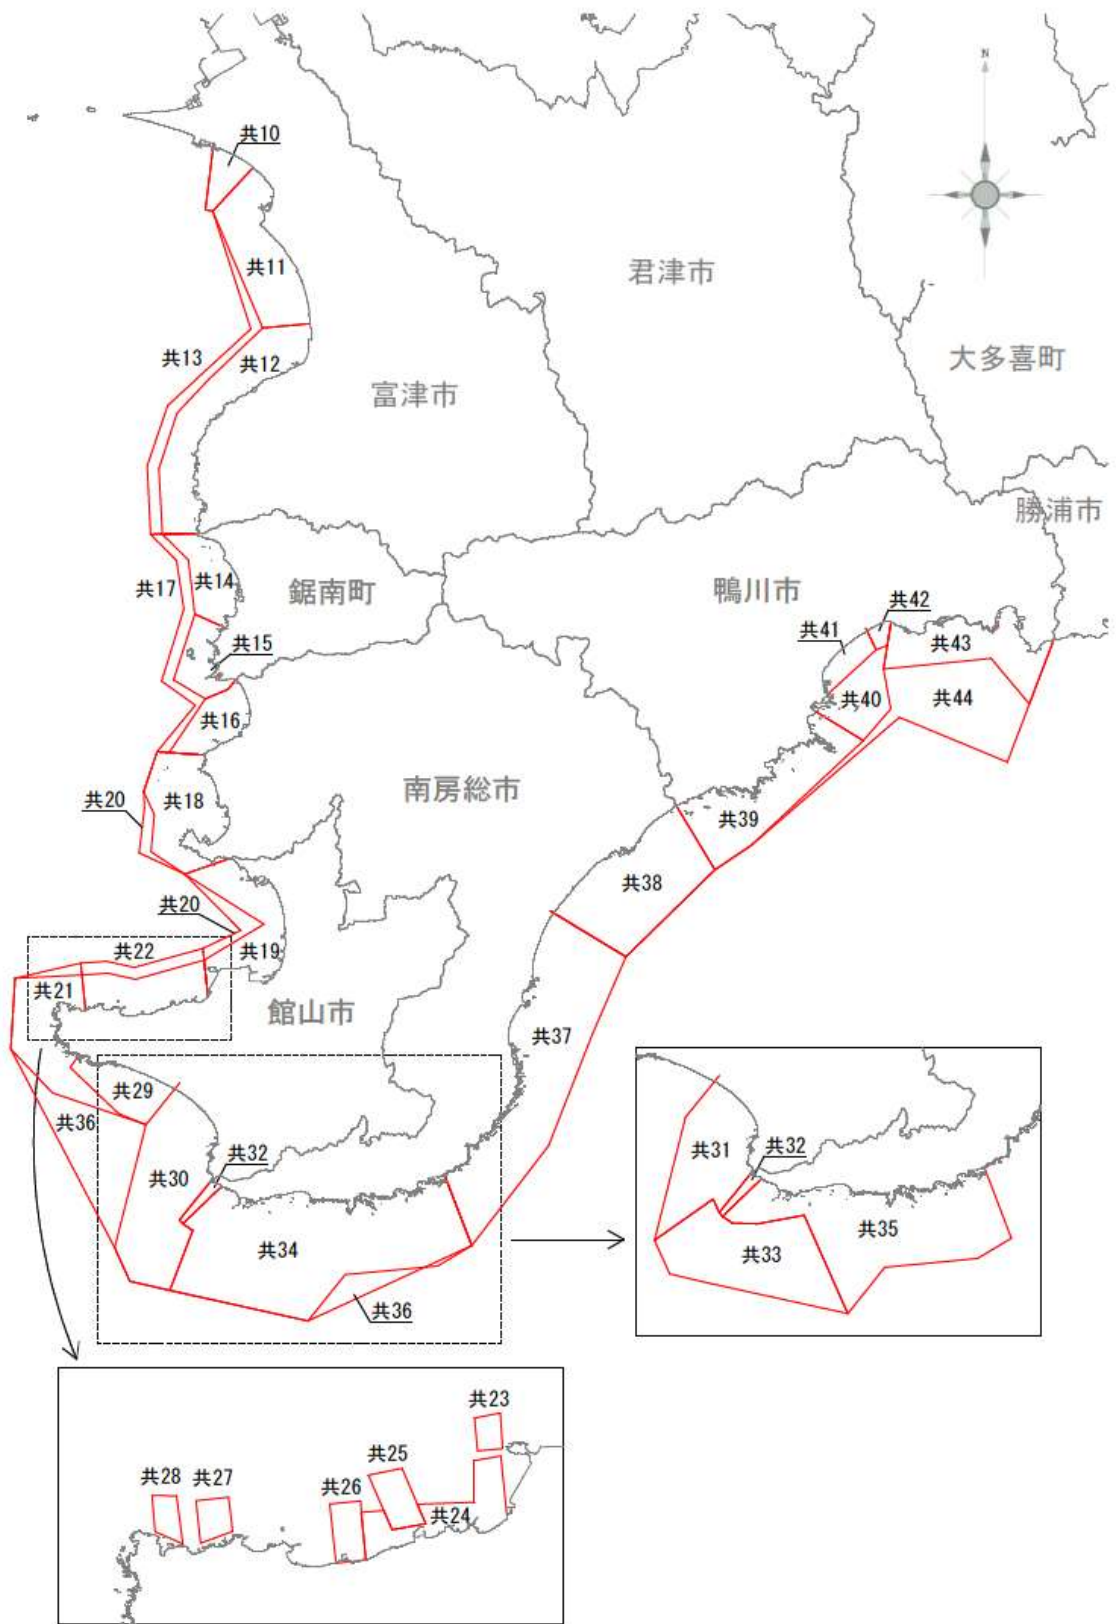 N
共10
共11
君津市
共13
共12
大多喜町
富津市
勝浦市
共17
共14
鋸南町
鴨川市
共42
共41
共15
共43
共40
共44
共16
南房総市
共20
共18
共39
共38
共20
共22
共19
共21
館山市
共37
共29
共36
共30
共32
共34
共36
共31
共32
共35
共33
共23
共25
共28
共27
共26
共24